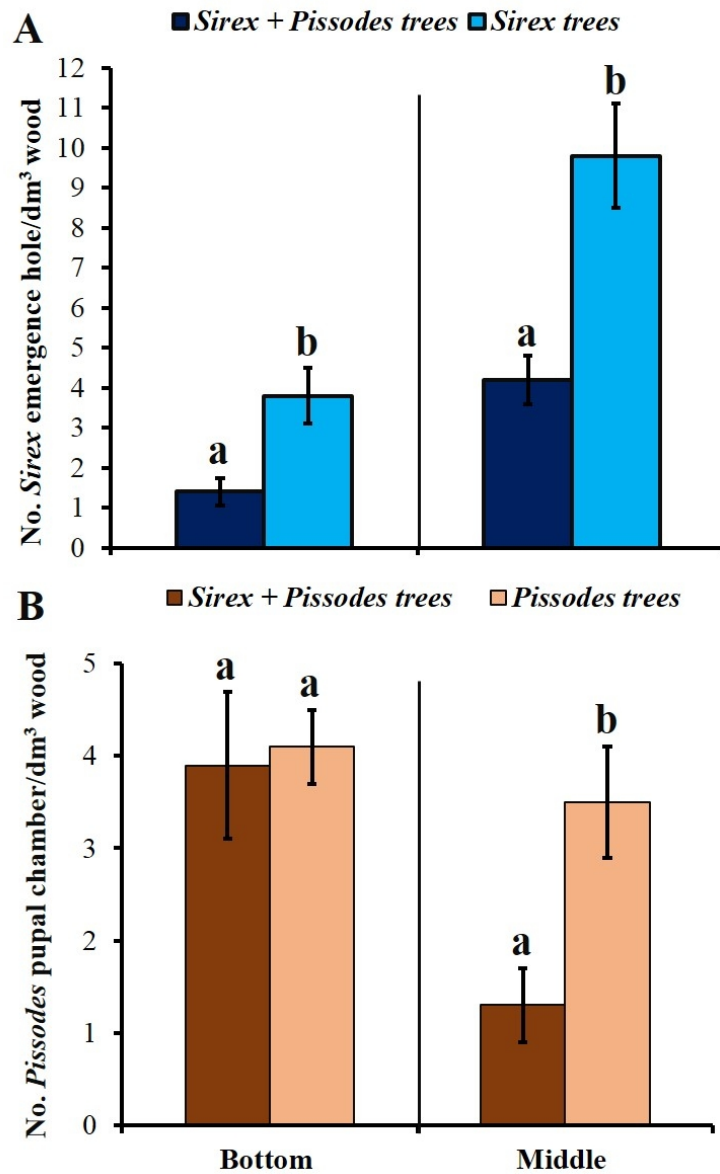 A
Sirex + Pissodes trees Sirex trees
No. Sirex emergence hole/dm³ wood
12
11
10
9
8
7
6
5
4
3
2
1
0
a
b
a
b
B
Sirex + Pissodes trees Pissodes trees
No. Pissodes pupal chamber/dm³ wood
5
4
3
2
1
0
a
a
a
b
Bottom Middle